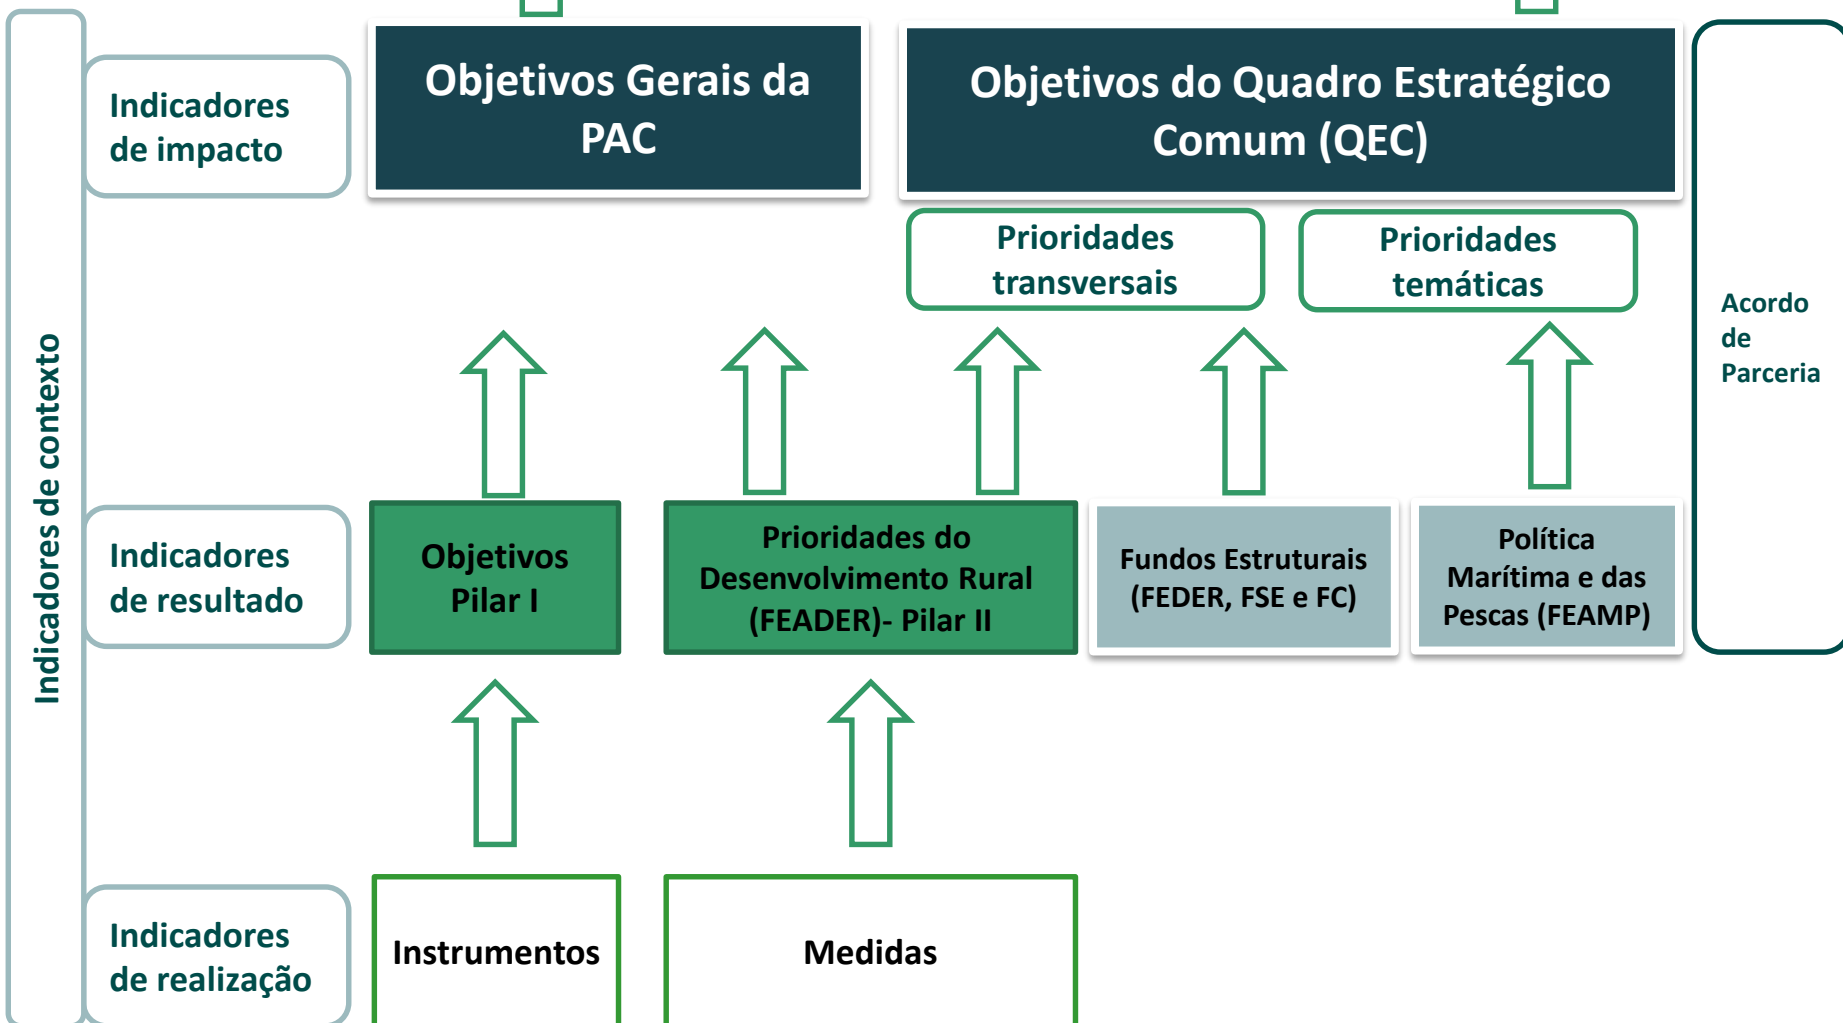 Indicadores de contexto
Indicadores
de impacto
Objetivos Gerais da
PAC
Objetivos do Quadro Estratégico
Comum (QEC)
Prioridades
transversais
Prioridades
temáticas
Acordo
de
Parceria
Indicadores
de resultado
Objetivos
Pilar I
Prioridades do
Desenvolvimento Rural
(FEADER)- Pilar II
Fundos Estruturais
(FEDER, FSE e FC)
Política
Marítima e das
Pescas (FEAMP)
Indicadores
de realização
Instrumentos
Medidas